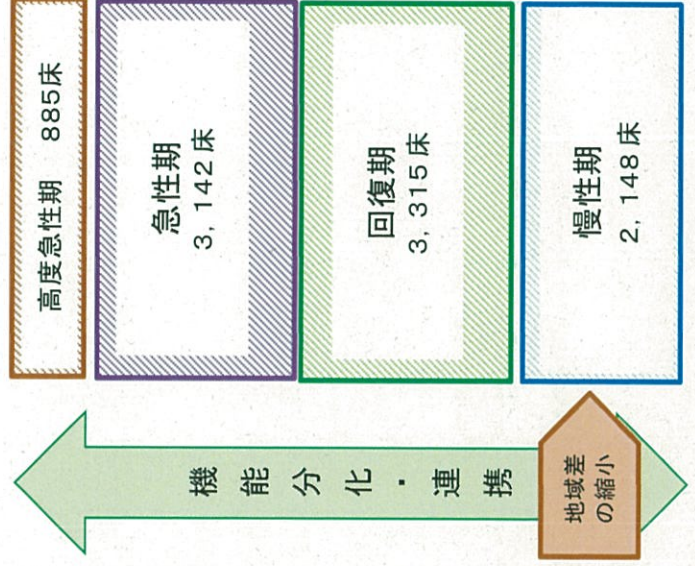 高度急性期　885床
急性期
3,142床
回復期
3,315床
慢性期
2,148床
機能分化・連携
地域差
の縮小